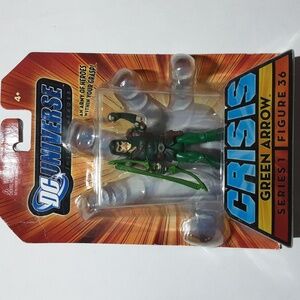 4+
DC UNIVERSE
AN ARMY OF HEROES
WITHIN YOUR GRASP!
CRISIS
GREEN ARROW
SERIES 1 FIGURE 36